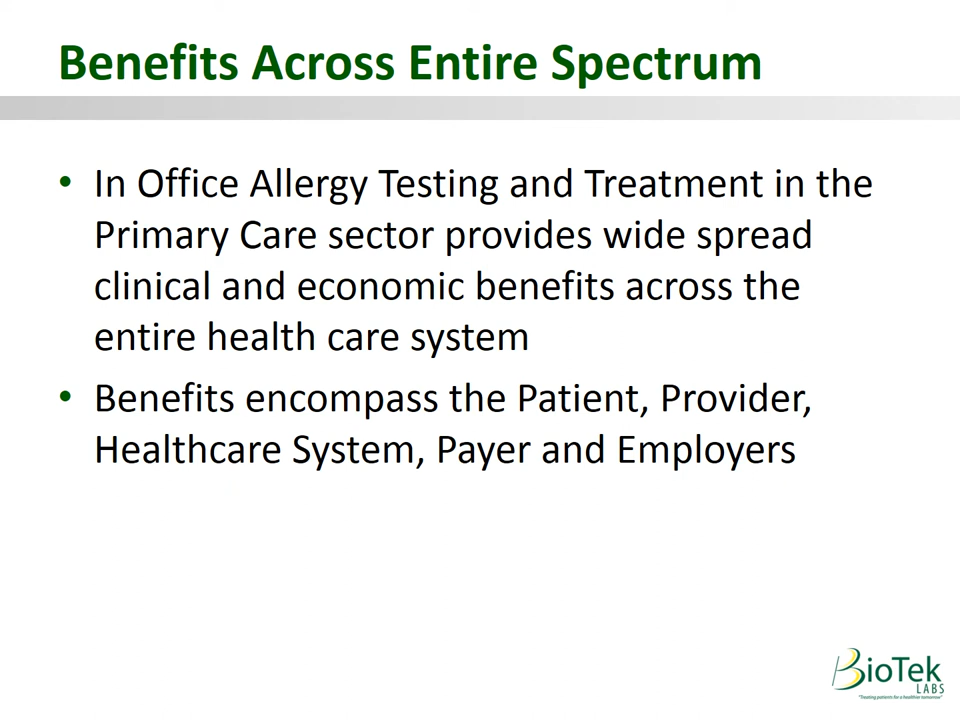 Benefits Across Entire Spectrum
• In Office Allergy Testing and Treatment in the
Primary Care sector provides wide spread
clinical and economic benefits across the
entire health care system
• Benefits encompass the Patient, Provider,
Healthcare System, Payer and Employers
BioTek
LABS
"Treating patients for a healthier tomorrow"